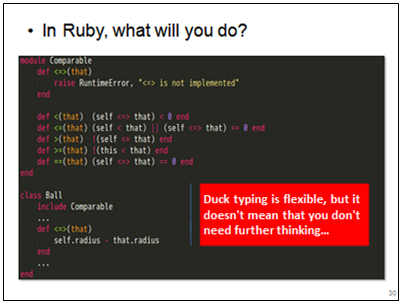 • In Ruby, what will you do?
module Comparable
def <=>(that)
raise RuntimeError, "<=> is not implemented"
end
def <(that) (self <=> that) < 0 end
def <=(that) (self < that) || (self <=> that) == 0 end
def >(that) !(self <= that) end
def >=(that) !(this < that) end
def ==(that) (self <=> that) == 0 end
end
class Ball
include Comparable
...
def <=>(that)
self.radius - that.radius
end
...
end
Duck typing is flexible, but it
doesn't mean that you don't
need further thinking...
30